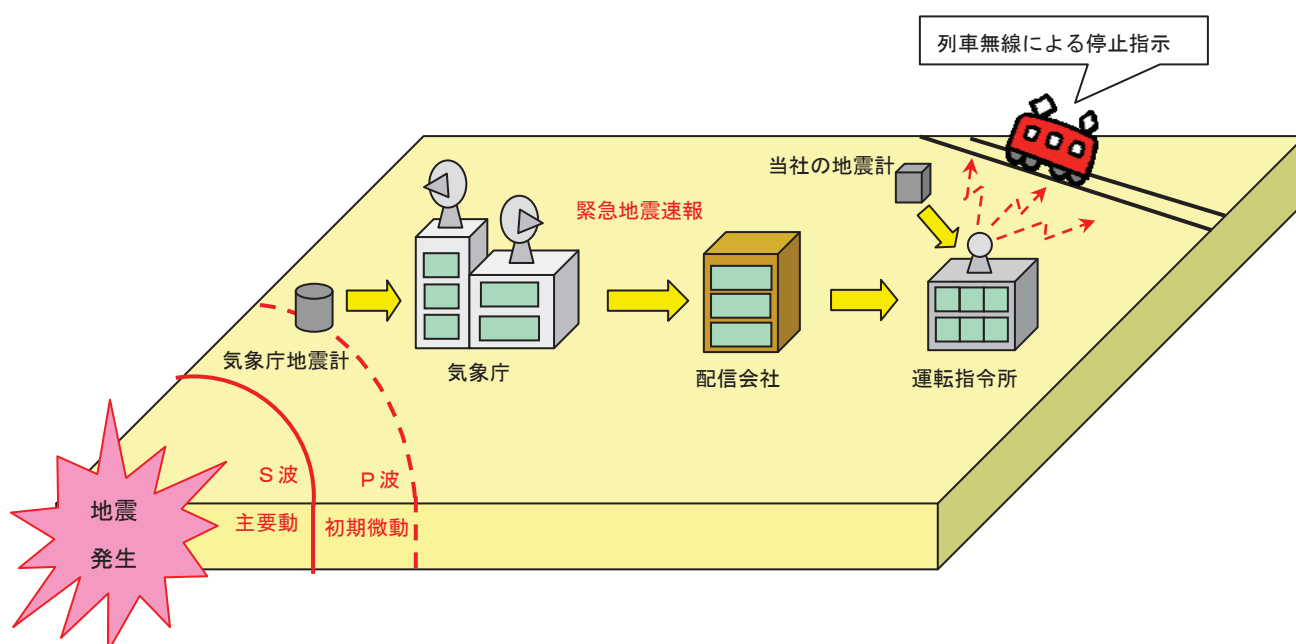 列車無線による停止指示
当社の地震計
緊急地震速報
気象庁地震計
気象庁
配信会社
運転指令所
S波
P波
主要動
初期微動
地震
発生